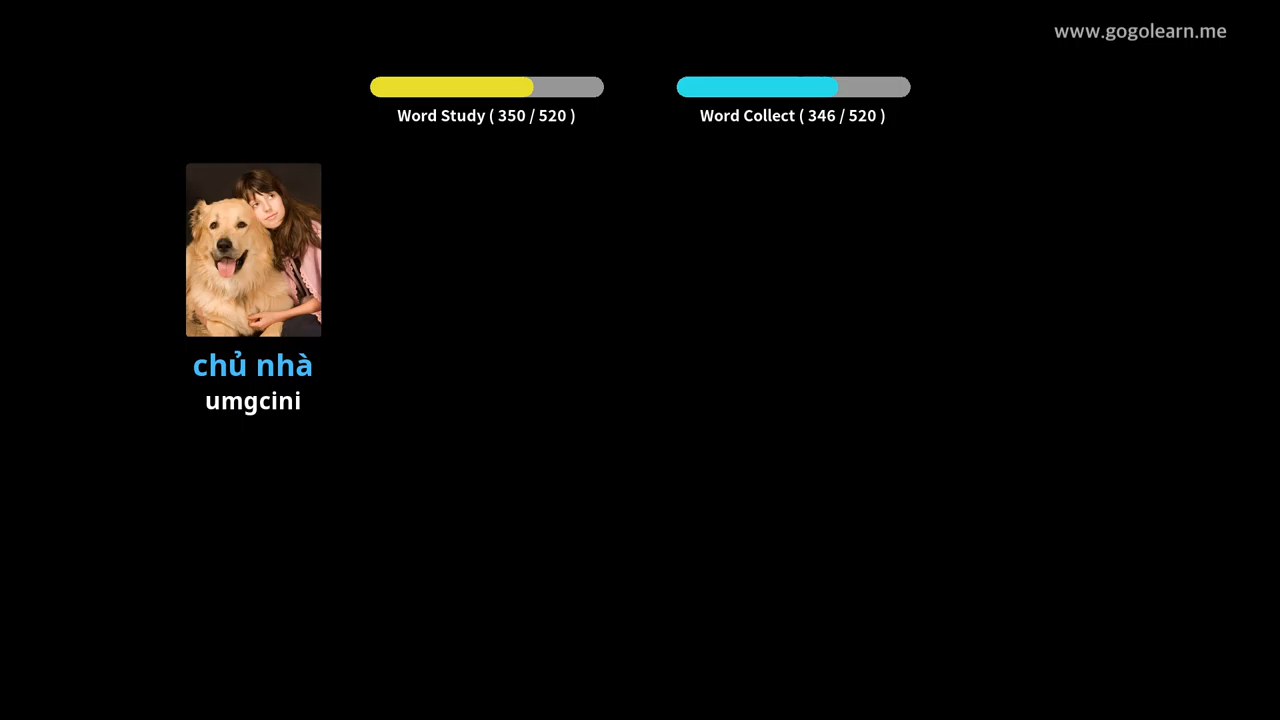 www.gogolearn.me
Word Study ( 350 / 520 )
Word Collect ( 346 / 520 )
chủ nhà
umgcini